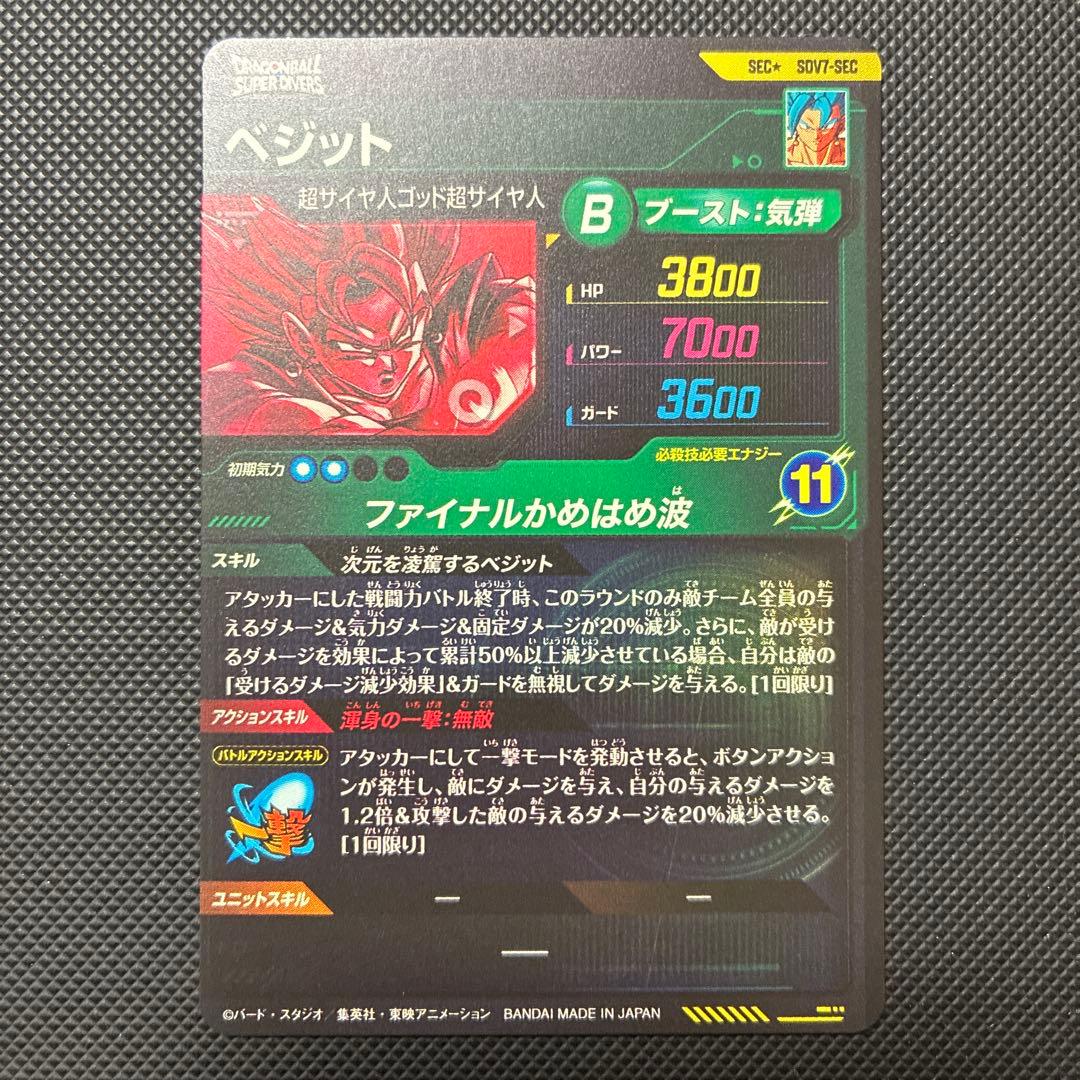 DRAGONBALL
SUPER DIVERS
SEC★ SDV7-SEC
ベジット
超サイヤ人ゴッド超サイヤ人
B ブースト:気弾
HP 3800
パワー 7000
ガード 3600
初期気力
必殺技必要エナジー
11
ファイナルかめはめ波
スキル 次元を凌駕するベジット
アタッカーにした戦闘力バトル終了時、このラウンドのみ敵チーム全員の与
えるダメージ&気力ダメージ&固定ダメージが20%減少。さらに、敵が受け
るダメージを効果によって累計50%以上減少させている場合、自分は敵の
「受けるダメージ減少効果」&ガードを無視してダメージを与える。[1回限り]
アクションスキル 渾身の一撃:無敵
バトルアクションスキル
一撃
アタッカーにして一撃モードを発動させると、ボタンアクショ
ンが発生し、敵にダメージを与え、自分の与えるダメージを
1.2倍&攻撃した敵の与えるダメージを20%減少させる。
[1回限り]
ユニットスキル ー ー
ー
©バード・スタジオ/集英社・東映アニメーション BANDAI MADE IN JAPAN